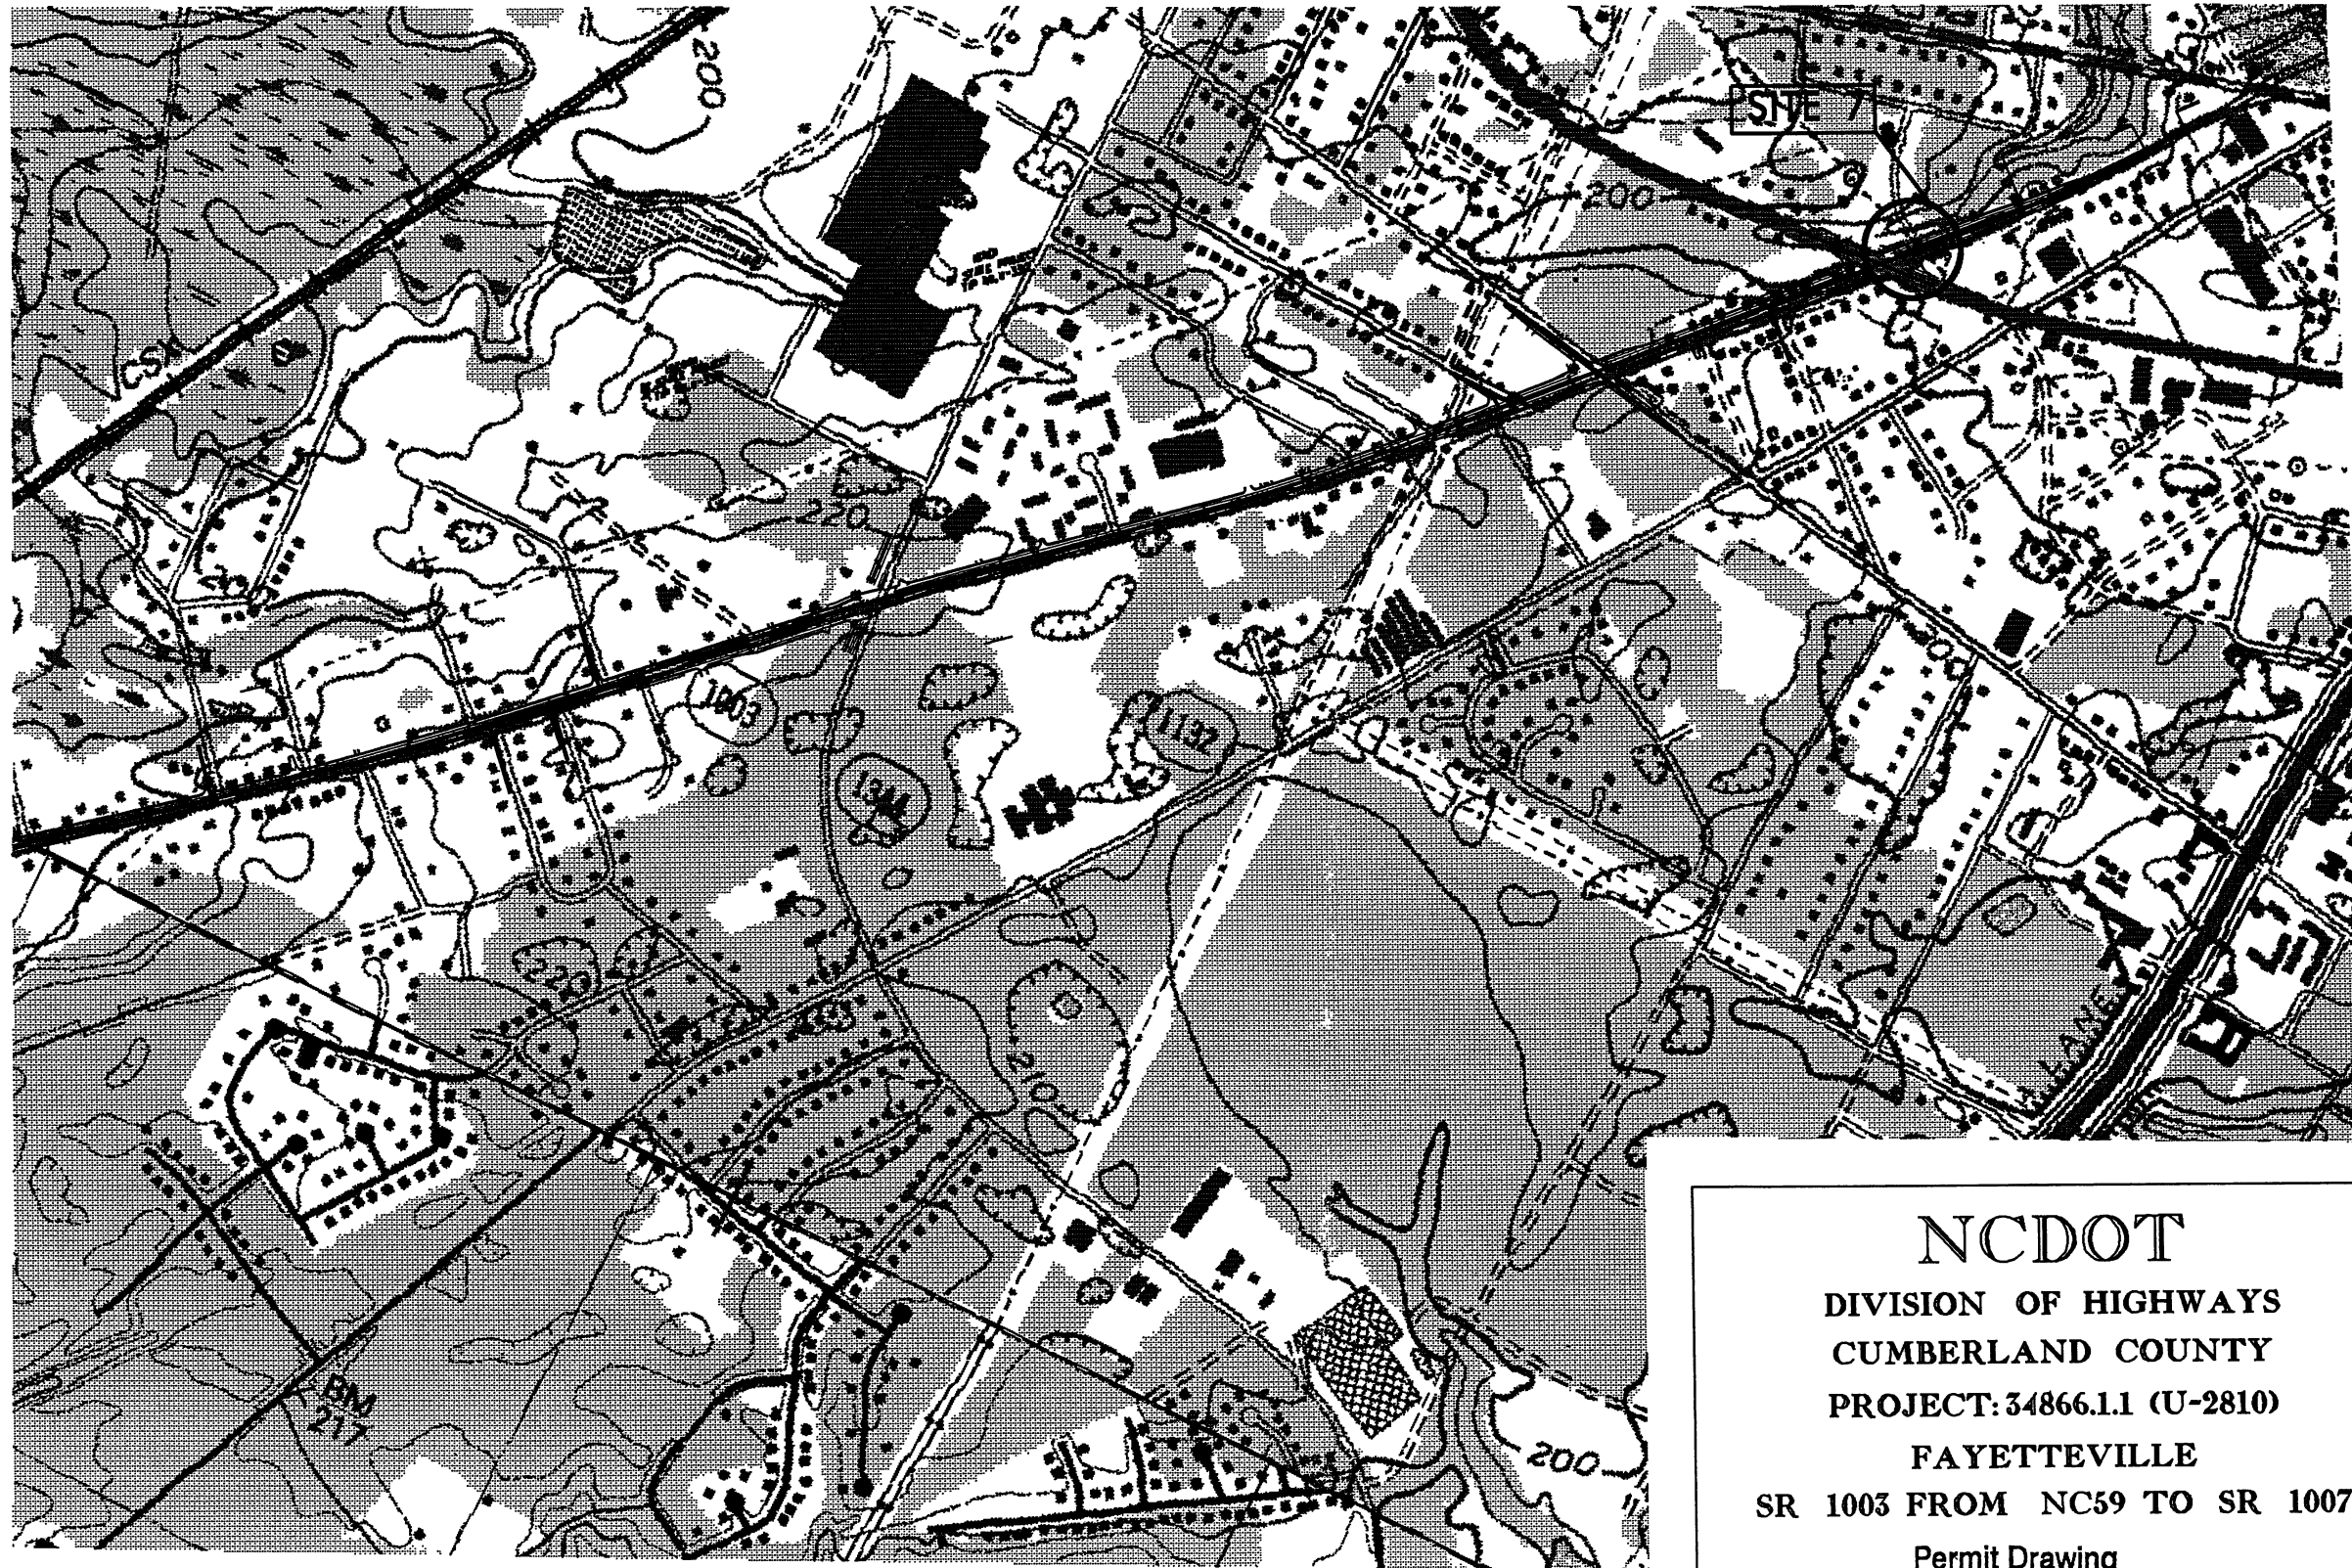 200
SITE 7
200
CSX
220
200
1003
1132
1344
220
210
LANE
BM
217
200
NCDOT
DIVISION OF HIGHWAYS
CUMBERLAND COUNTY
PROJECT: 34866.1.1 (U-2810)
FAYETTEVILLE
SR 1003 FROM NC59 TO SR 1007
Permit Drawing